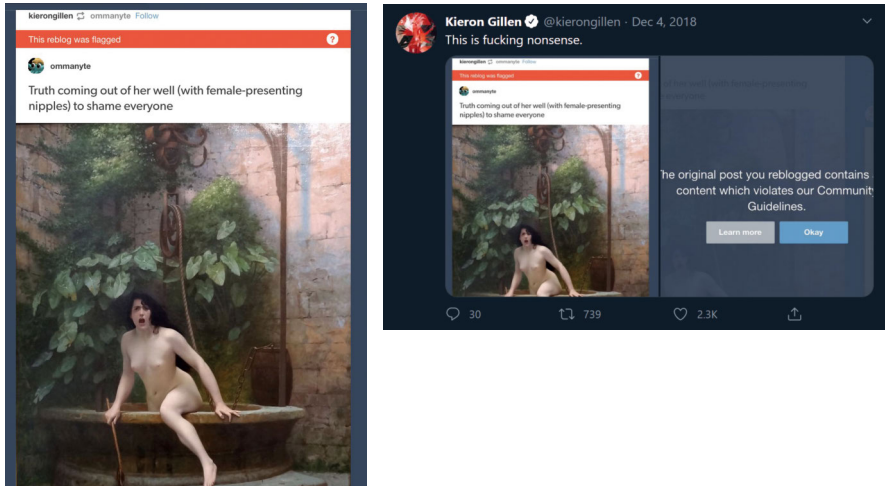 kierongillen ommanyte Follow
This reblog was flagged ?
ommanyte
Truth coming out of her well (with female-presenting
nipples) to shame everyone
Kieron Gillen @kierongillen · Dec 4, 2018
This is fucking nonsense.
kierongillen ommanyte Follow
This reblog was flagged ?
ommanyte
Truth coming out of her well (with female-presenting
nipples) to shame everyone
he original post you reblogged contains
content which violates our Communit
Guidelines.
Learn more Okay
30 739 2.3K